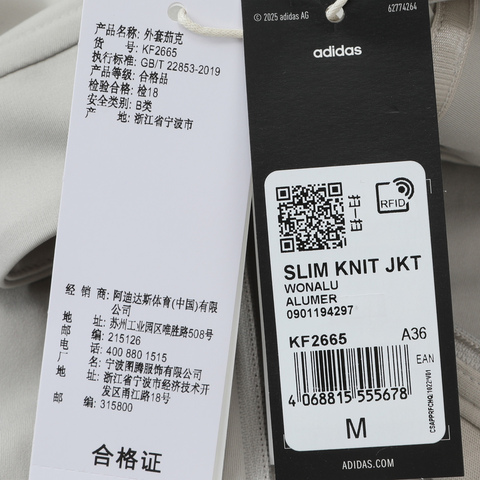 产品名称: 外套茄克
货 号: KF2665
执行标准: GB/T 22853-2019
产品等级: 合格品
检验合格: 检18
安全类别: B类
产 地: 浙江省宁波市
经 销 商: 阿迪达斯体育(中国)有限
公司
地 址: 苏州工业园区唯胜路508号
邮 编: 215126
电 话: 400 880 1515
厂 名: 宁波图腾服饰有限公司
地 址: 浙江省宁波市经济技术开
发区甬江路18号
邮 编: 315800
合格证
© 2025 adidas AG
62774264
adidas
RFID
SLIM KNIT JKT
WONALU
ALUMER
0901194297
KF2665 A36
EAN
4 068815 555678
M
ADIDAS.COM